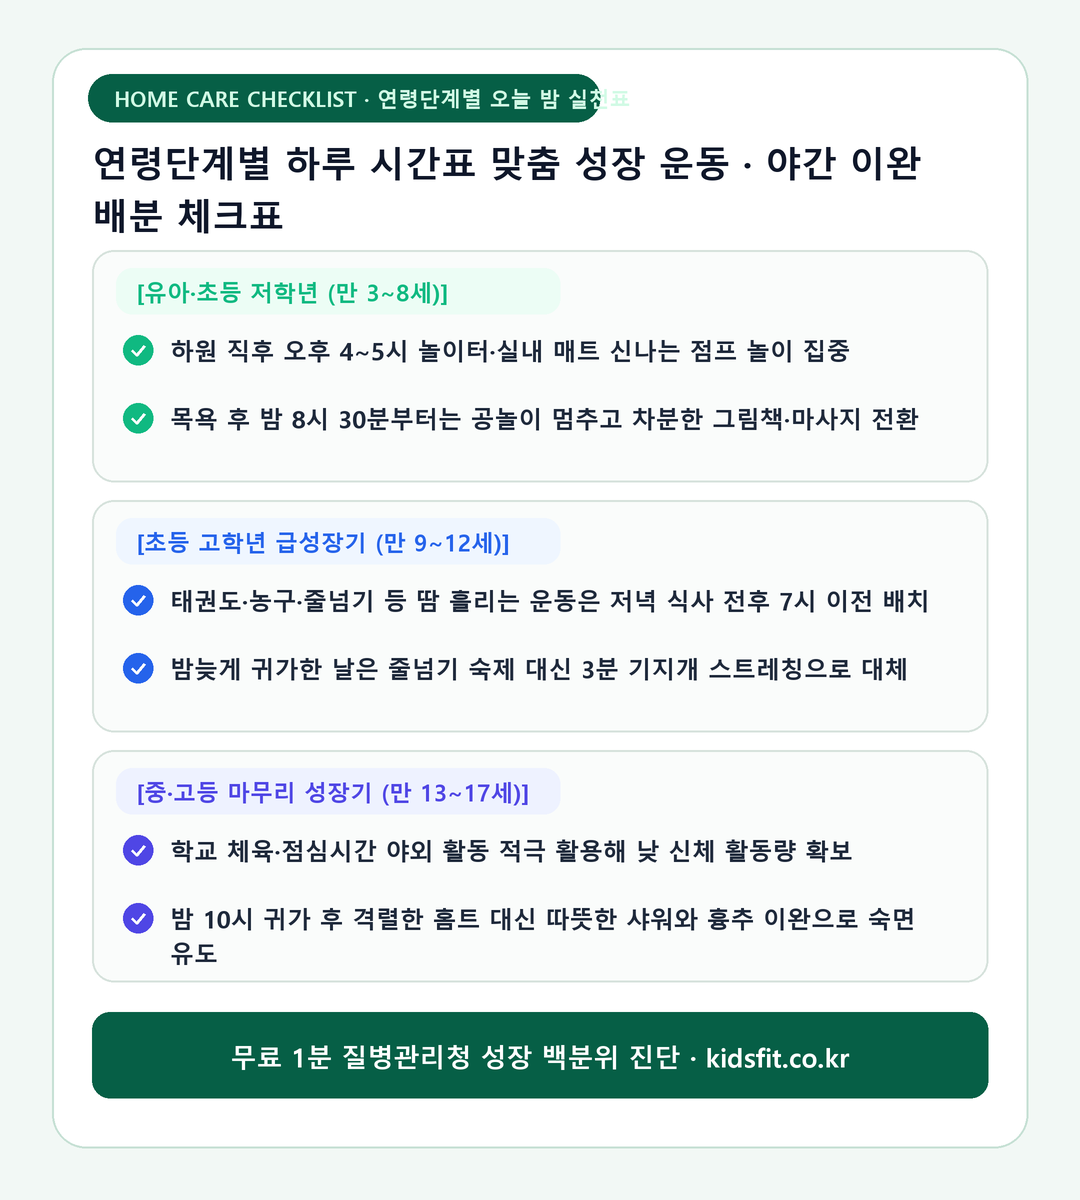 HOME CARE CHECKLIST · 연령단계별 오늘 밤 실천표
연령단계별 하루 시간표 맞춤 성장 운동 · 야간 이완
배분 체크표
[유아·초등 저학년 (만 3~8세)]
하원 직후 오후 4~5시 놀이터·실내 매트 신나는 점프 놀이 집중
목욕 후 밤 8시 30분부터는 공놀이 멈추고 차분한 그림책·마사지 전환
[초등 고학년 급성장기 (만 9~12세)]
태권도·농구·줄넘기 등 땀 흘리는 운동은 저녁 식사 전후 7시 이전 배치
밤늦게 귀가한 날은 줄넘기 숙제 대신 3분 기지개 스트레칭으로 대체
[중·고등 마무리 성장기 (만 13~17세)]
학교 체육·점심시간 야외 활동 적극 활용해 낮 신체 활동량 확보
밤 10시 귀가 후 격렬한 홈트 대신 따뜻한 샤워와 흉추 이완으로 숙면
유도
무료 1분 질병관리청 성장 백분위 진단 · kidsfit.co.kr